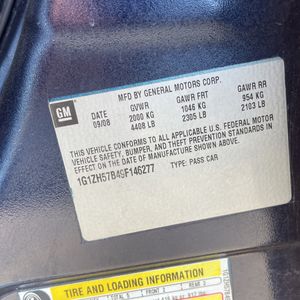 GM
MFD BY GENERAL MOTORS CORP.
DATE GVWR GAWR FRT GAWR RR
09/08 2000 KG 1046 KG 954 KG
4408 LB 2305 LB 2103 LB
THIS VEHICLE CONFORMS TO ALL APPLICABLE U.S. FEDERAL MOTOR
VEHICLE SAFETY, BUMPER, AND THEFT PREVENTION STANDARDS IN
EFFECT ON THE DATE OF MANUFACTURE SHOWN ABOVE.
1G1ZH57B49F146277 TYPE: PASS CAR
TIRE AND LOADING INFORMATION